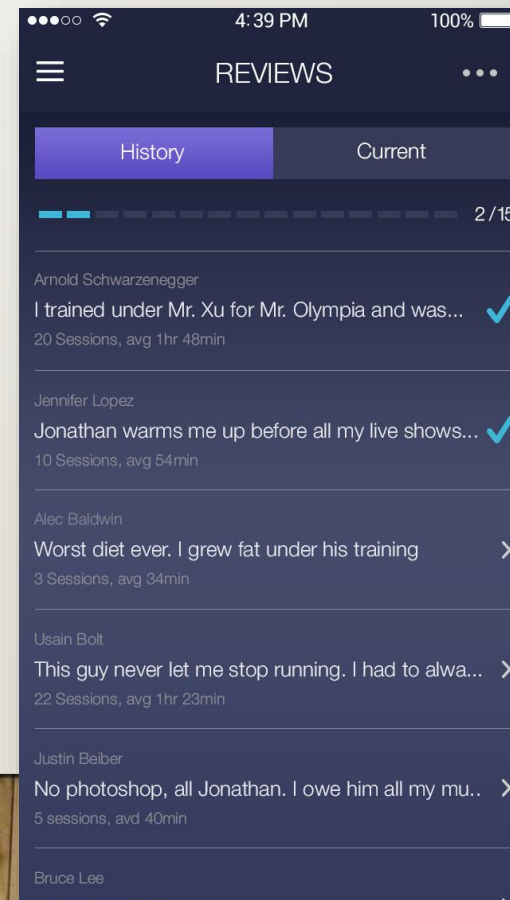 4:39 PM 100%
REVIEWS
History Current
2/15
Arnold Schwarzenegger
I trained under Mr. Xu for Mr. Olympia and was...
20 Sessions, avg 1hr 48min
Jennifer Lopez
Jonathan warms me up before all my live shows...
10 Sessions, avg 54min
Alec Baldwin
Worst diet ever. I grew fat under his training
3 Sessions, avg 34min
Usain Bolt
This guy never let me stop running. I had to alwa...
22 Sessions, avg 1hr 23min
Justin Beiber
No photoshop, all Jonathan. I owe him all my mu..
5 sessions, avd 40min
Bruce Lee